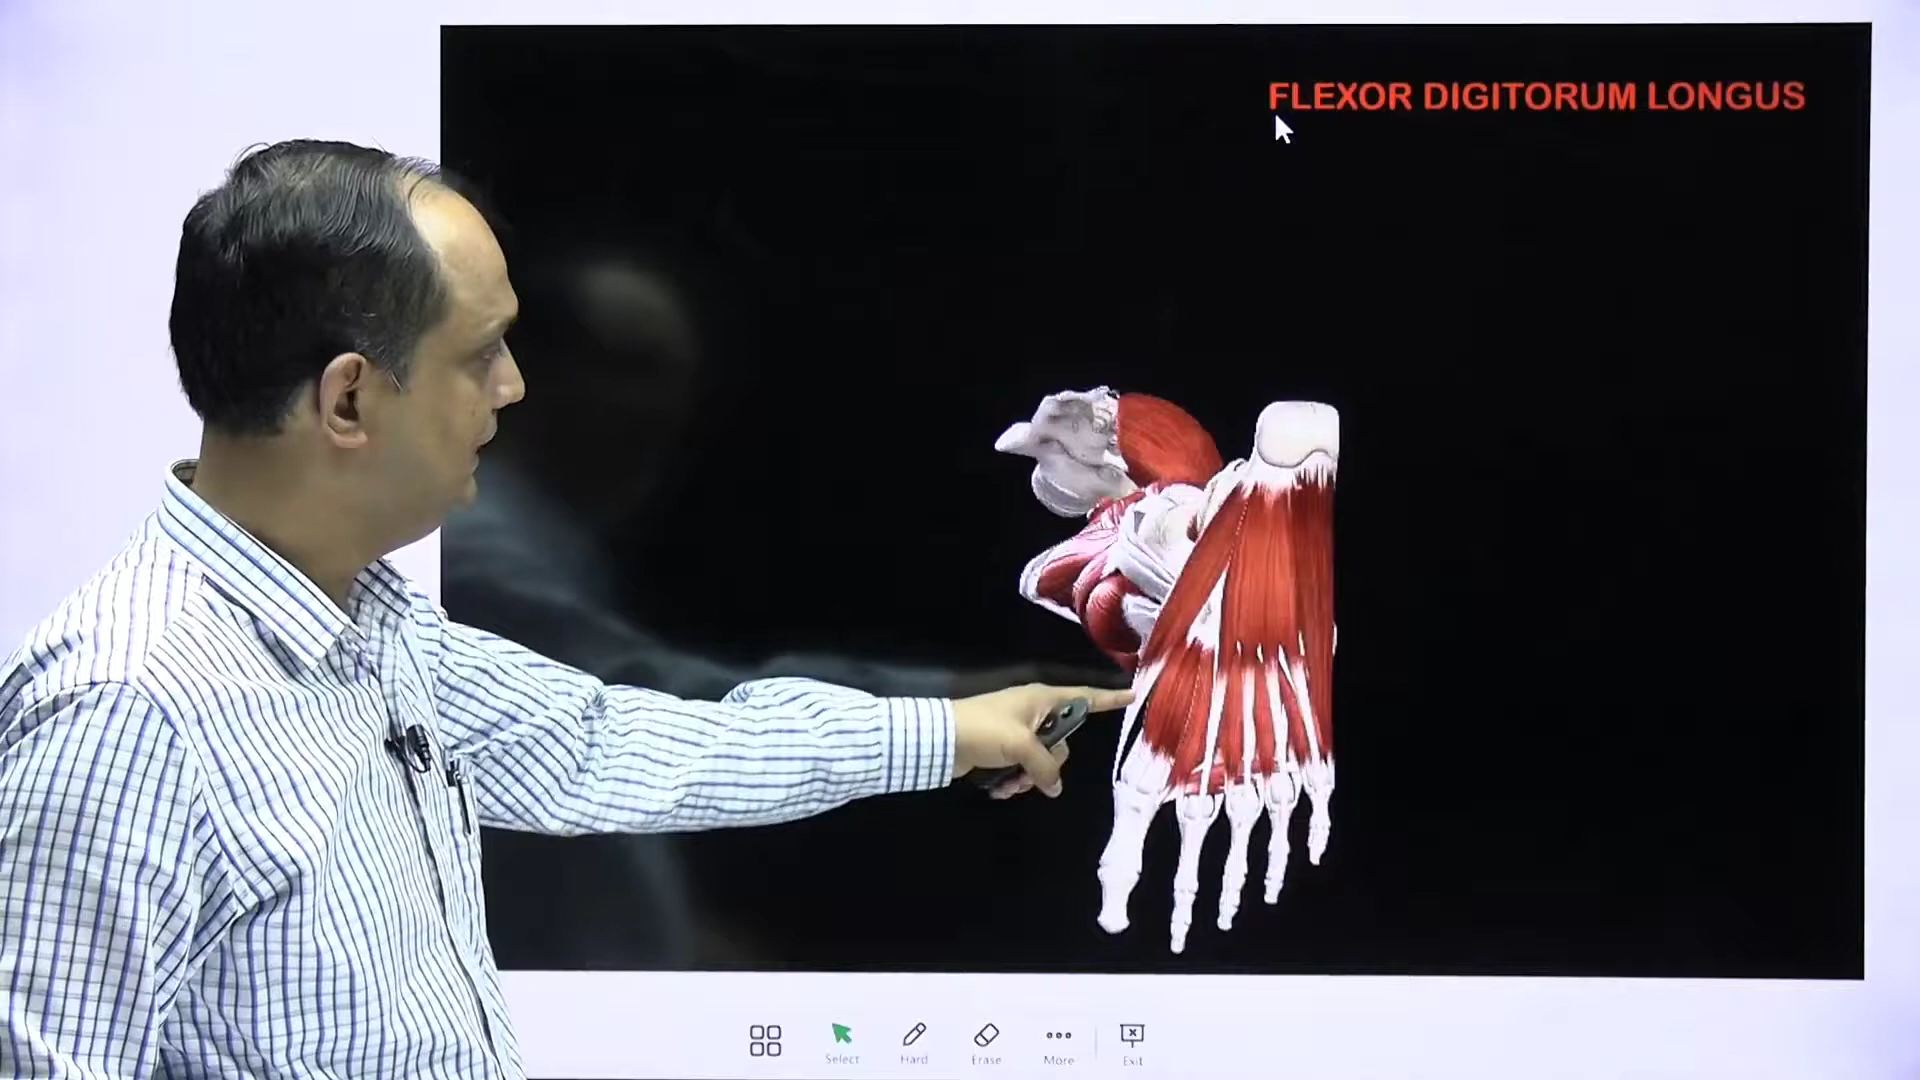 FLEXOR DIGITORUM LONGUS
Select
Hard
Erase
More
Exit